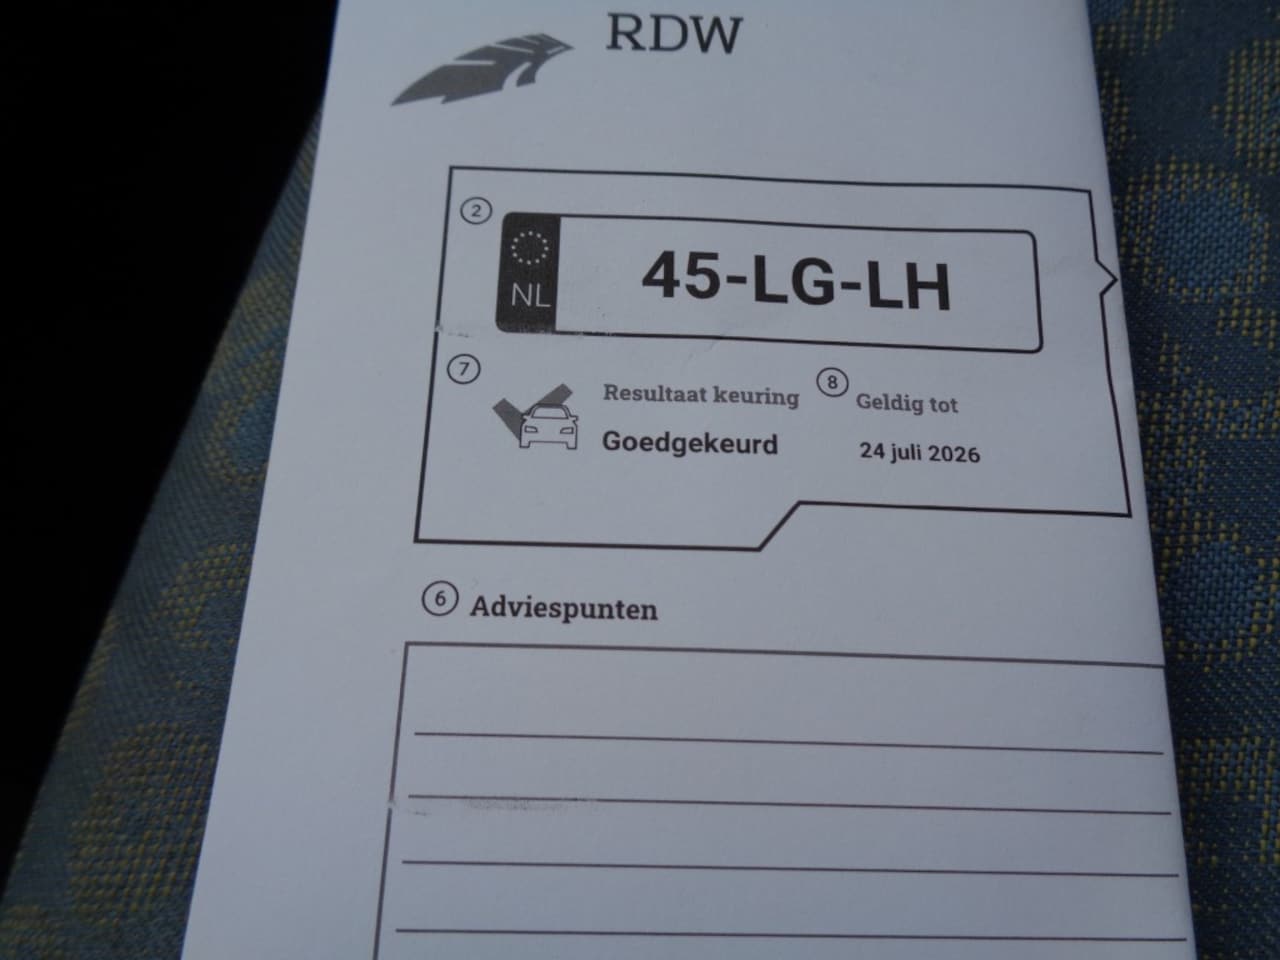 RDW
2
NL 45-LG-LH
7 Resultaat keuring 8 Geldig tot
Goedgekeurd 24 juli 2026
6 Adviespunten